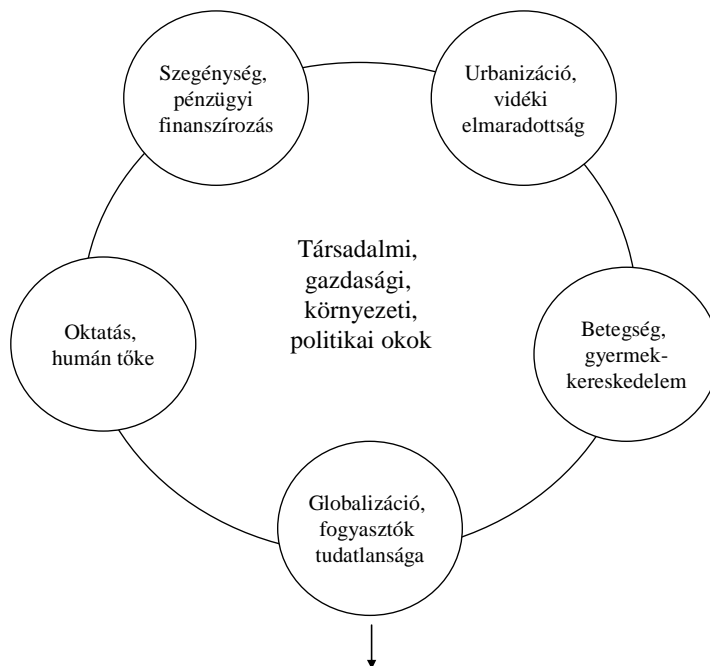 Szegénység,
pénzügyi
finanszírozás
Urbanizáció,
vidéki
elmaradottság
Társadalmi,
gazdasági,
környezeti,
politikai okok
Oktatás,
humán tőke
Betegség,
gyermek-
kereskedelem
Globalizáció,
fogyasztók
tudatlansága